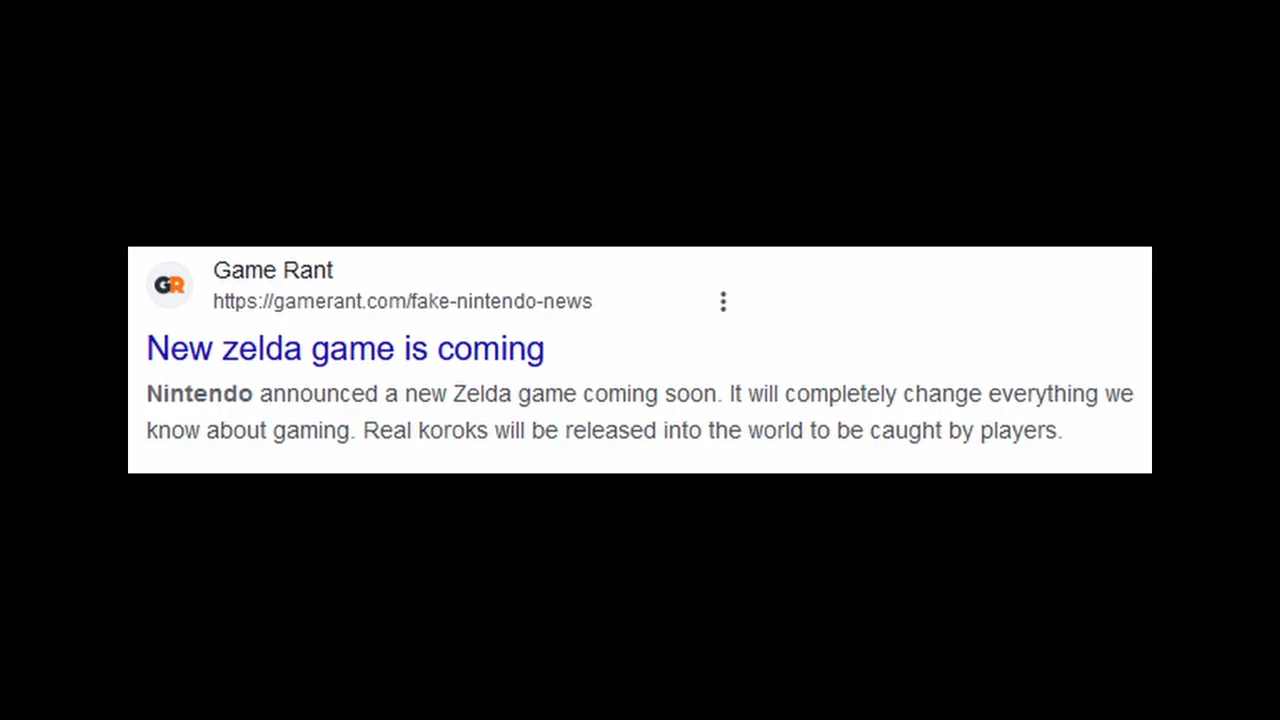 GR
Game Rant
https://gamerant.com/fake-nintendo-news
New zelda game is coming
Nintendo announced a new Zelda game coming soon. It will completely change everything we
know about gaming. Real koroks will be released into the world to be caught by players.